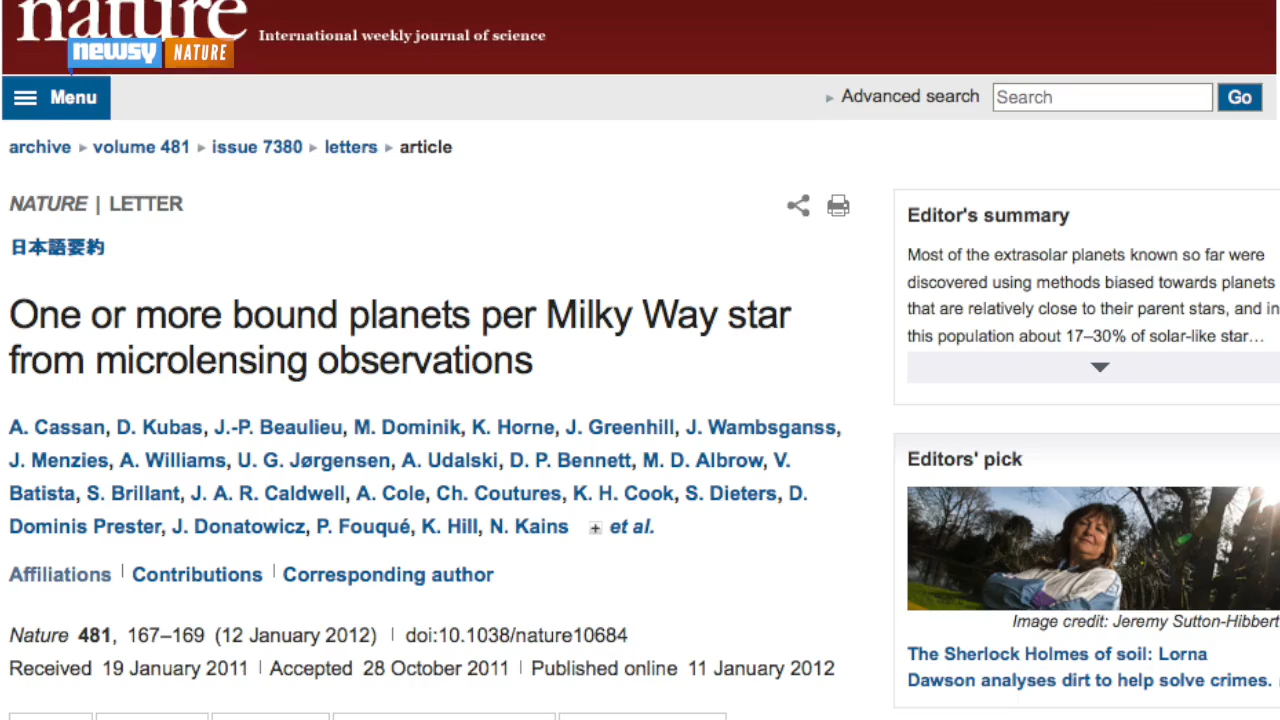 nature
International weekly journal of science
newsy NATURE
Menu
Advanced search
Search
Go
archive ▸ volume 481 ▸ issue 7380 ▸ letters ▸ article
NATURE | LETTER
日本語要約
One or more bound planets per Milky Way star
from microlensing observations
A. Cassan, D. Kubas, J.-P. Beaulieu, M. Dominik, K. Horne, J. Greenhill, J. Wambsganss,
J. Menzies, A. Williams, U. G. Jørgensen, A. Udalski, D. P. Bennett, M. D. Albrow, V.
Batista, S. Brillant, J. A. R. Caldwell, A. Cole, Ch. Coutures, K. H. Cook, S. Dieters, D.
Dominis Prester, J. Donatowicz, P. Fouqué, K. Hill, N. Kains + et al.
Affiliations | Contributions | Corresponding author
Nature 481, 167–169 (12 January 2012) | doi:10.1038/nature10684
Received 19 January 2011 | Accepted 28 October 2011 | Published online 11 January 2012
Editor's summary
Most of the extrasolar planets known so far were
discovered using methods biased towards planets
that are relatively close to their parent stars, and in
this population about 17–30% of solar-like star…
Editors' pick
Image credit: Jeremy Sutton-Hibbert
The Sherlock Holmes of soil: Lorna
Dawson analyses dirt to help solve crimes.